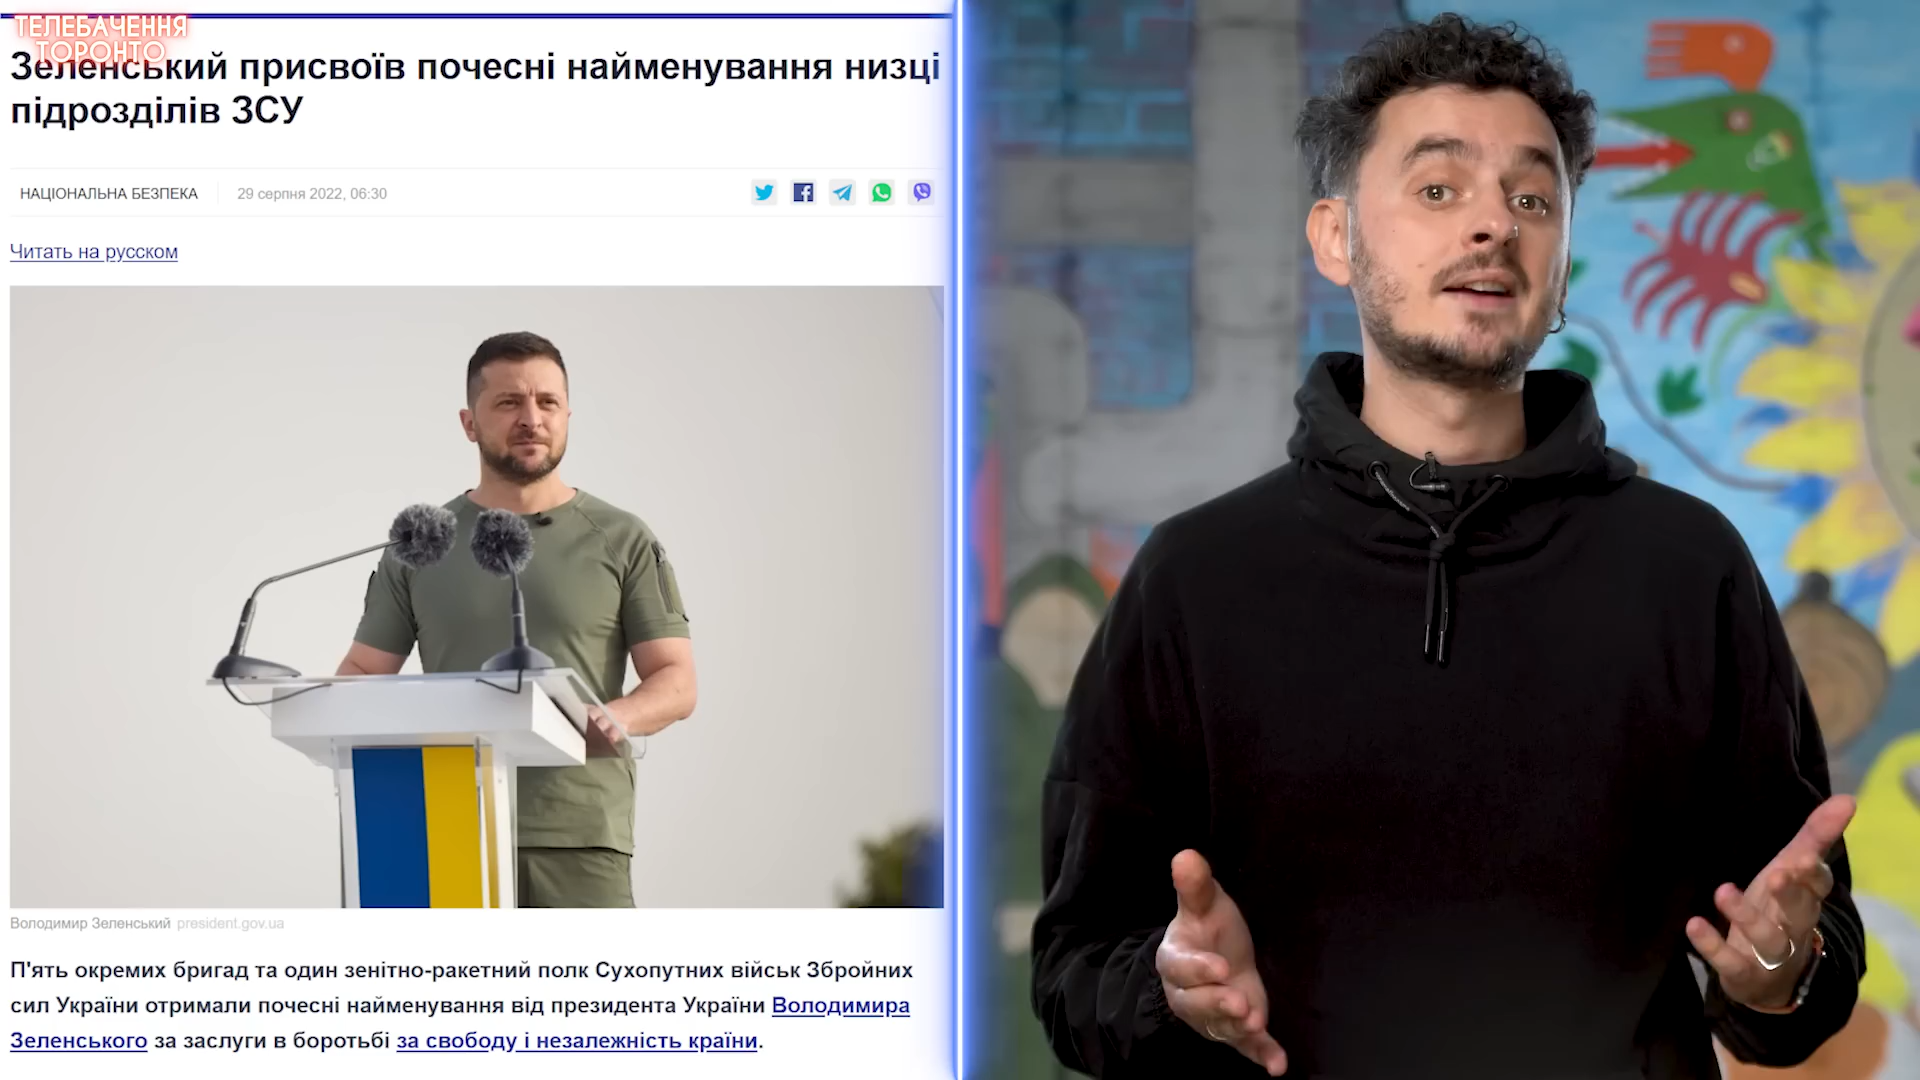 ТЕЛЕБАЧЕННЯ
ТОРОНТО
Зеленський присвоїв почесні найменування низці
підрозділів ЗСУ
НАЦІОНАЛЬНА БЕЗПЕКА 29 серпня 2022, 06:30
Читать на русском
Володимир Зеленський president.gov.ua
П'ять окремих бригад та один зенітно-ракетний полк Сухопутних військ Збройних
сил України отримали почесні найменування від президента України Володимира
Зеленського за заслуги в боротьбі за свободу і незалежність країни.